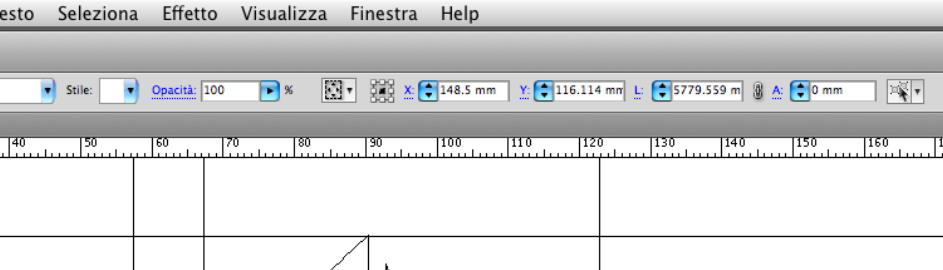 esto Seleziona Effetto Visualizza Finestra Help
Stile: Opacità: 100 % X: 148.5 mm Y: 116.114 mm L: 5779.559 m A: 0 mm
40 50 60 70 80 90 100 110 120 130 140 150 160 1